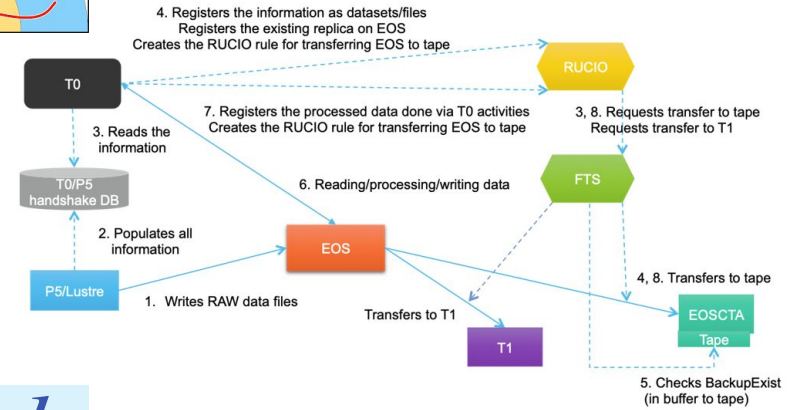 4. Registers the information as datasets/files
Registers the existing replica on EOS
Creates the RUCIO rule for transferring EOS to tape
RUCIO
T0
7. Registers the processed data done via T0 activities
Creates the RUCIO rule for transferring EOS to tape
3, 8. Requests transfer to tape
Requests transfer to T1
3. Reads the
information
T0/P5
handshake DB
6. Reading/processing/writing data
FTS
2. Populates all
information
EOS
P5/Lustre
1. Writes RAW data files
4, 8. Transfers to tape
Transfers to T1
EOSCTA
Tape
T1
5. Checks BackupExist
(in buffer to tape)